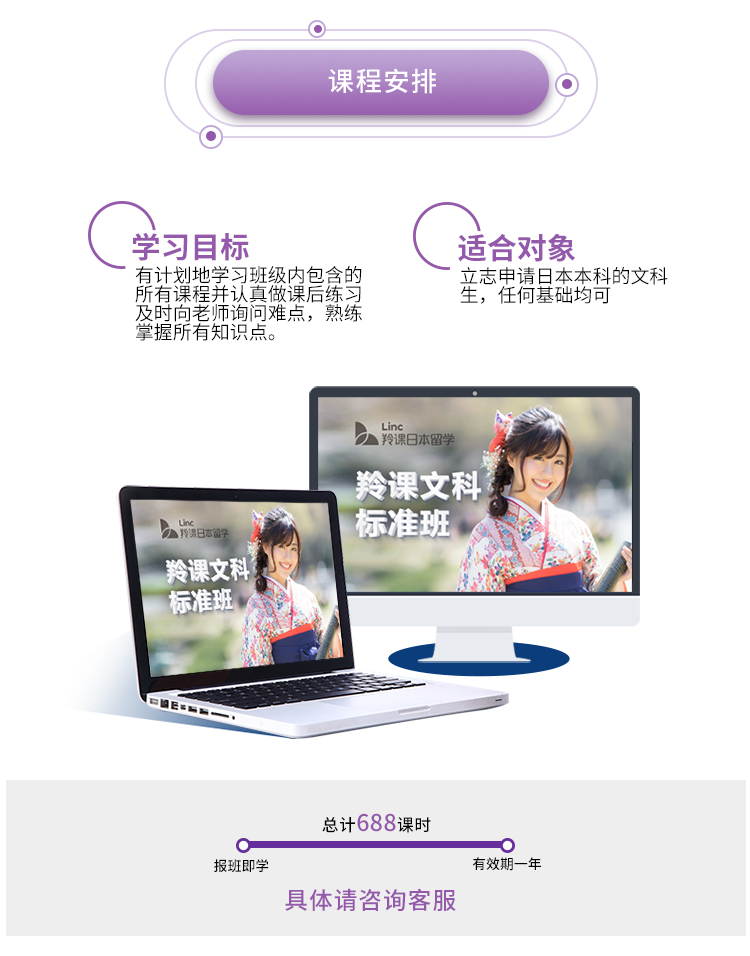 课程安排
学习目标
有计划地学习班级内包含的
所有课程并认真做课后练习
及时向老师询问难点，熟练
掌握所有知识点。
适合对象
立志申请日本本科的文科
生，任何基础均可
Linc
羚课日本留学
羚课文科
标准班
Linc
羚课日本留学
羚课文科
标准班
总计688课时
报班即学
有效期一年
具体请咨询客服